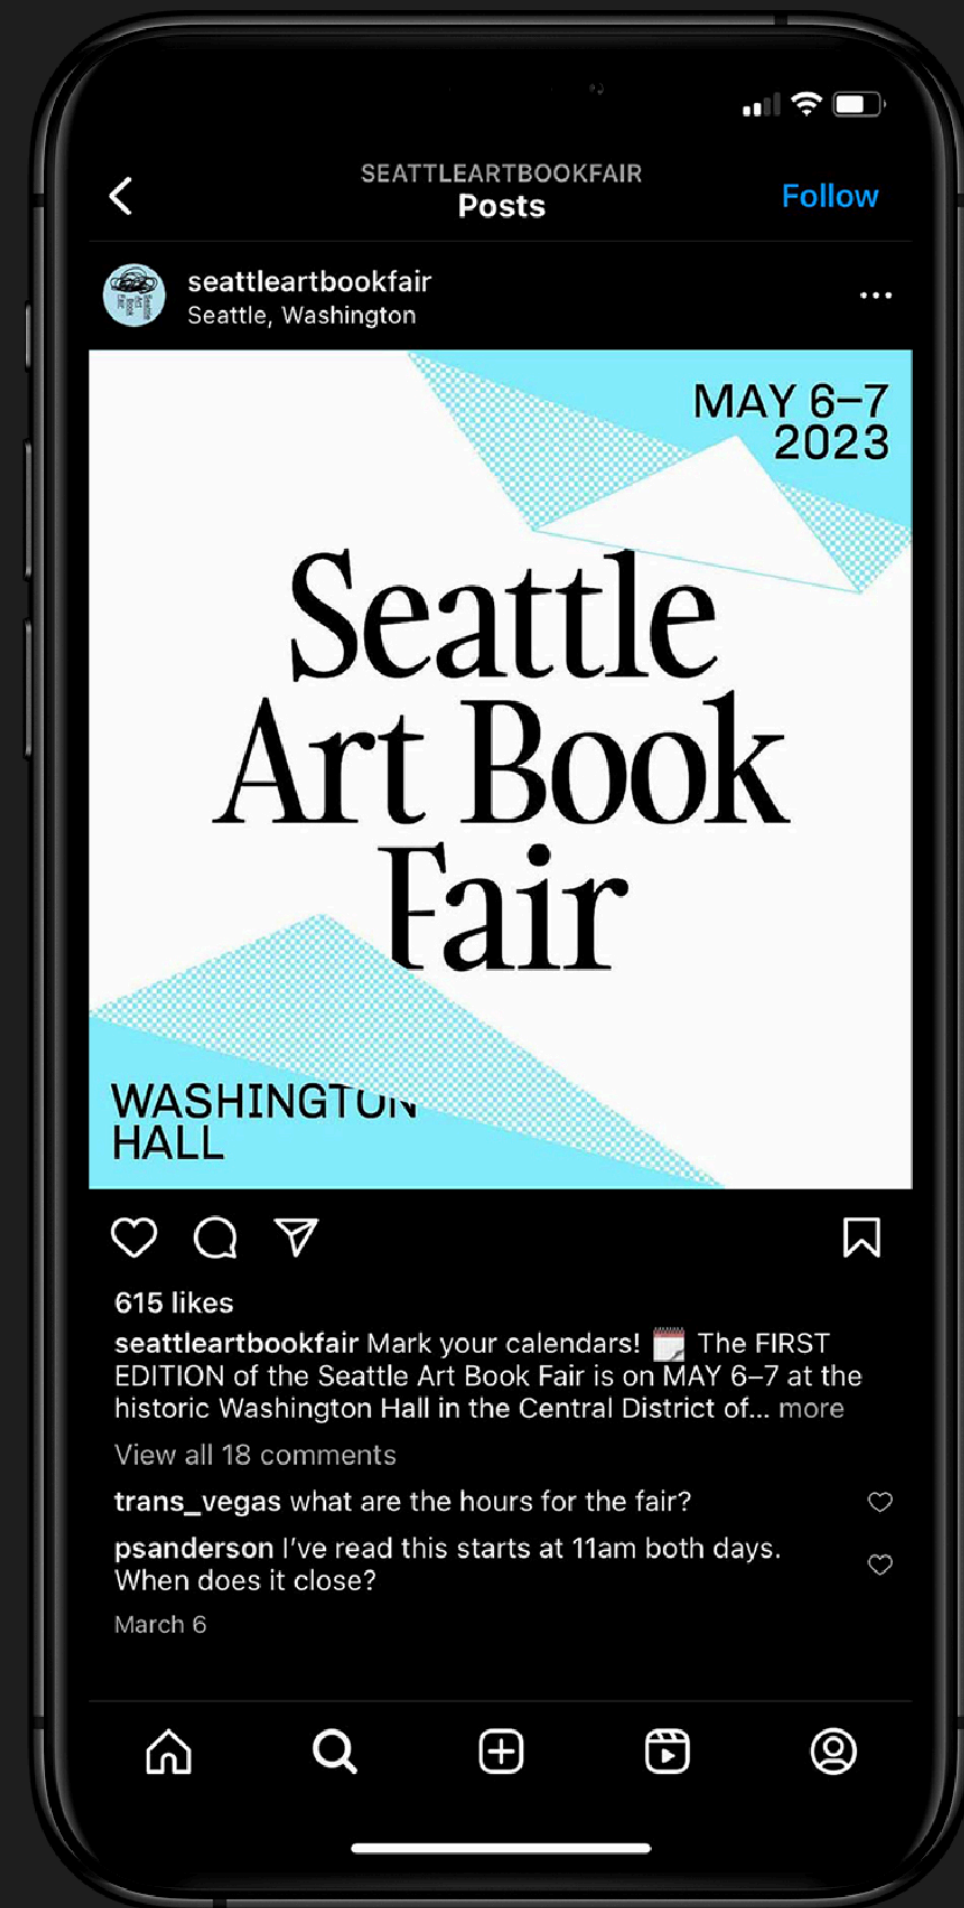 SEATTLEARTBOOKFAIR
Posts
Follow
seattleartbookfair
Seattle, Washington
MAY 6–7
2023
Seattle
Art Book
Fair
WASHINGTON
HALL
615 likes
seattleartbookfair Mark your calendars! 🗓️ The FIRST
EDITION of the Seattle Art Book Fair is on MAY 6–7 at the
historic Washington Hall in the Central District of... more
View all 18 comments
trans_vegas what are the hours for the fair?
psanderson I’ve read this starts at 11am both days.
When does it close?
March 6